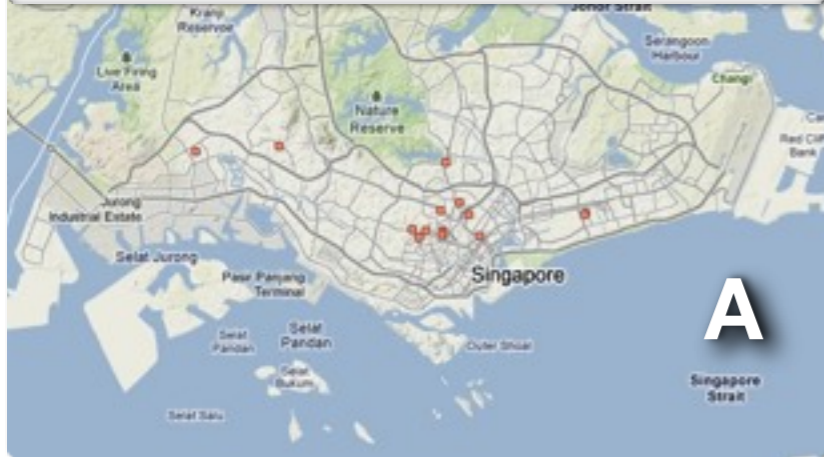 Johor Strait
Kranji
Reservoir
Serangoon
Harbour
Live Firing
Area
Changi
Nature
Reserve
Red Cliff
Bank
Jurong
Industrial Estate
Selat Jurong
Pasir Panjang
Terminal
Singapore
A
Selat
Pandan
Selat
Pandan
Outer Shoal
Selat
Bukum
Singapore
Strait
Selat Saru